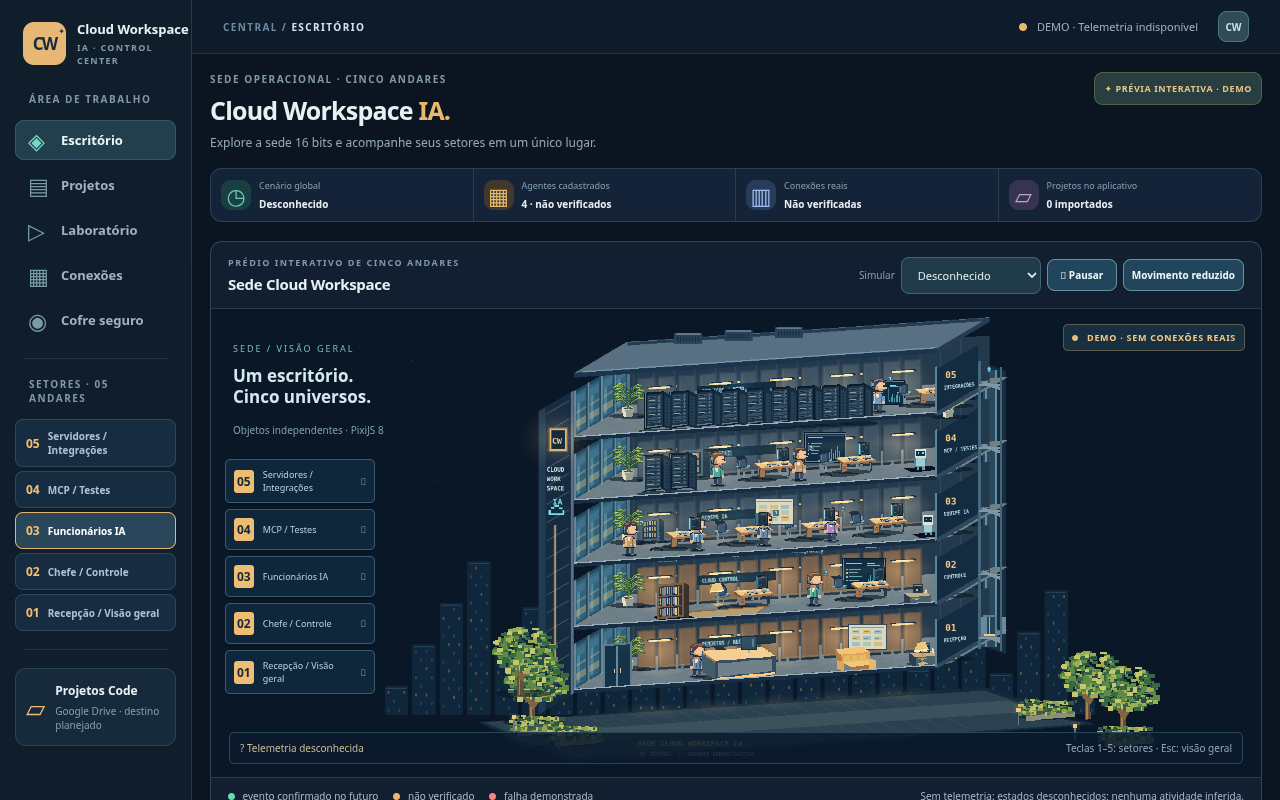 CW
Cloud Workspace
IA · CONTROL
CENTER
ÁREA DE TRABALHO
Escritório
Projetos
Laboratório
Conexões
Cofre seguro
SETORES · 05
ANDARES
05 Servidores /
Integrações
04 MCP / Testes
03 Funcionários IA
02 Chefe / Controle
01 Recepção / Visão geral
Projetos Code
Google Drive · destino
planejado
CENTRAL / ESCRITÓRIO
DEMO · Telemetria indisponível
CW
SEDE OPERACIONAL · CINCO ANDARES
Cloud Workspace IA.
Explore a sede 16 bits e acompanhe seus setores em um único lugar.
✦ PRÉVIA INTERATIVA · DEMO
Cenário global
Desconhecido
Agentes cadastrados
4 · não verificados
Conexões reais
Não verificadas
Projetos no aplicativo
0 importados
PRÉDIO INTERATIVO DE CINCO ANDARES
Sede Cloud Workspace
Simular
Desconhecido
Pausar
Movimento reduzido
SEDE / VISÃO GERAL
Um escritório.
Cinco universos.
Objetos independentes · PixiJS 8
DEMO · SEM CONEXÕES REAIS
05 Servidores /
Integrações
04 MCP / Testes
03 Funcionários IA
02 Chefe / Controle
01 Recepção / Visão
geral
CW
CLOUD
WORK
SPACE
IA
05
INTEGRAÇÕES
04
MCP / TESTES
03
EQUIPE IA
02
CONTROLE
01
RECEPÇÃO
CLOUD CONTROL
SEDE CLOUD WORKSPACE IA
? Telemetria desconhecida
Teclas 1–5: setores · Esc: visão geral
evento confirmado no futuro
não verificado
falha demonstrada
Sem telemetria: estados desconhecidos; nenhuma atividade inferida.